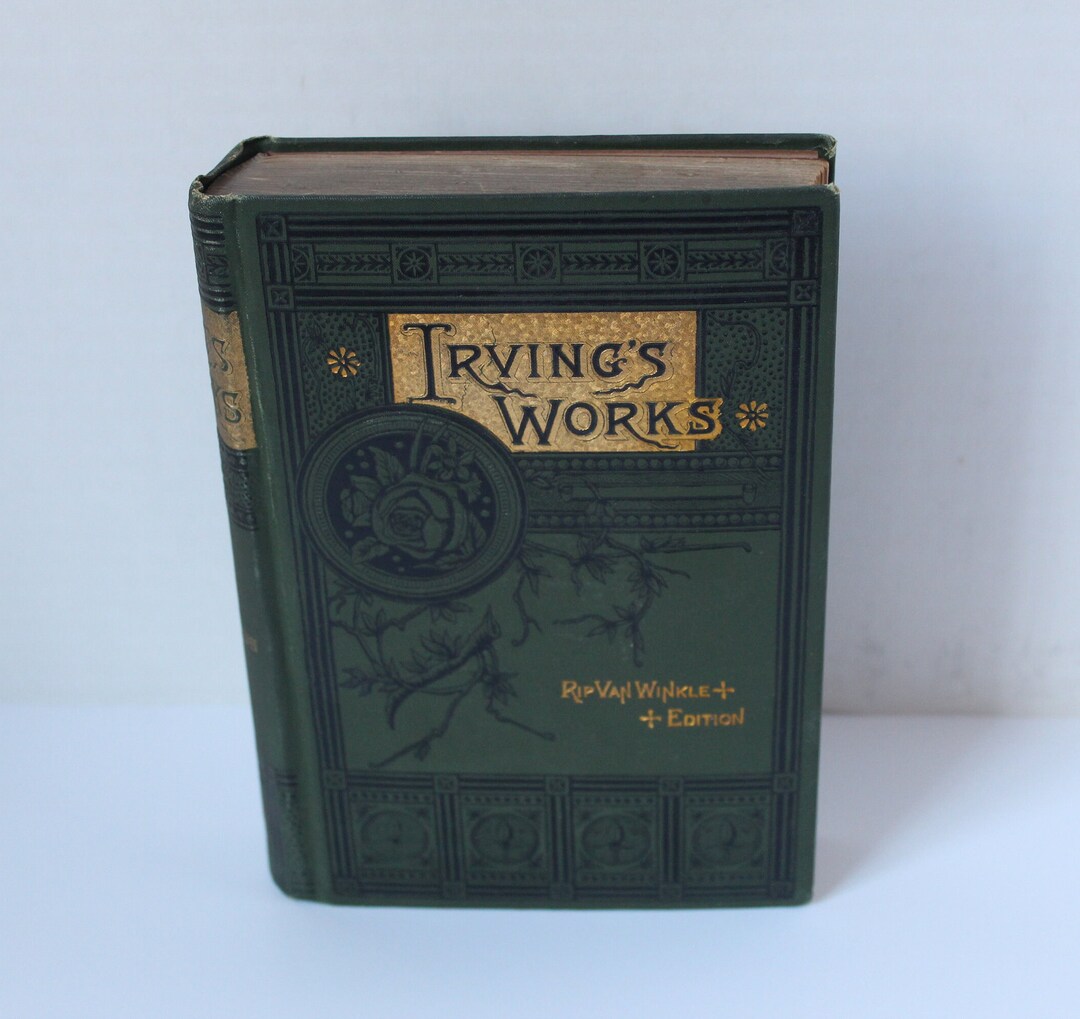 IRVING'S
WORKS
RIP VAN WINKLE +
+ EDITION